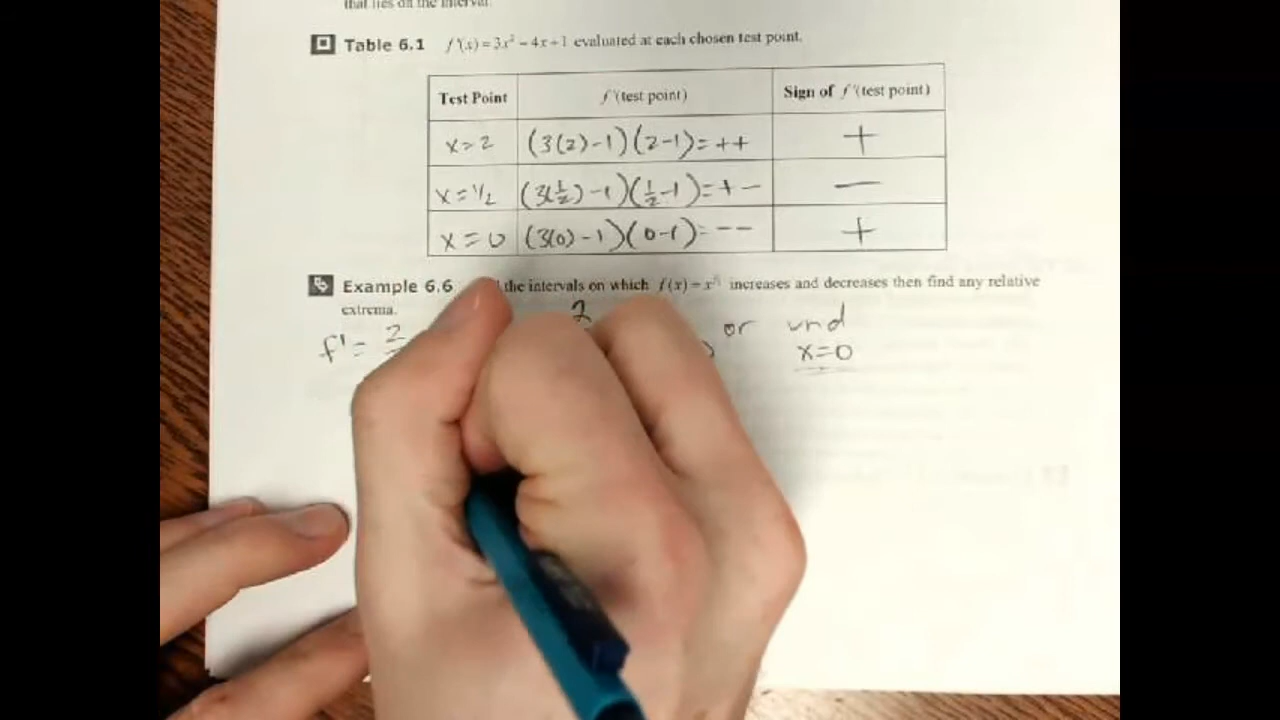 that lies on the interval.
Table 6.1 f'(x) = 3x² − 4x + 1 evaluated at each chosen test point.
Test Point f'(test point) Sign of f'(test point)
x = 2 (3(2)-1)(2-1) = ++ +
x = 1/2 (3(1/2)-1)(1/2-1) = + - —
x = 0 (3(0)-1)(0-1) = -- +
Example 6.6 the intervals on which f(x) = x increases and decreases then find any relative
extrema.
2 or und
f' = 2 x=0